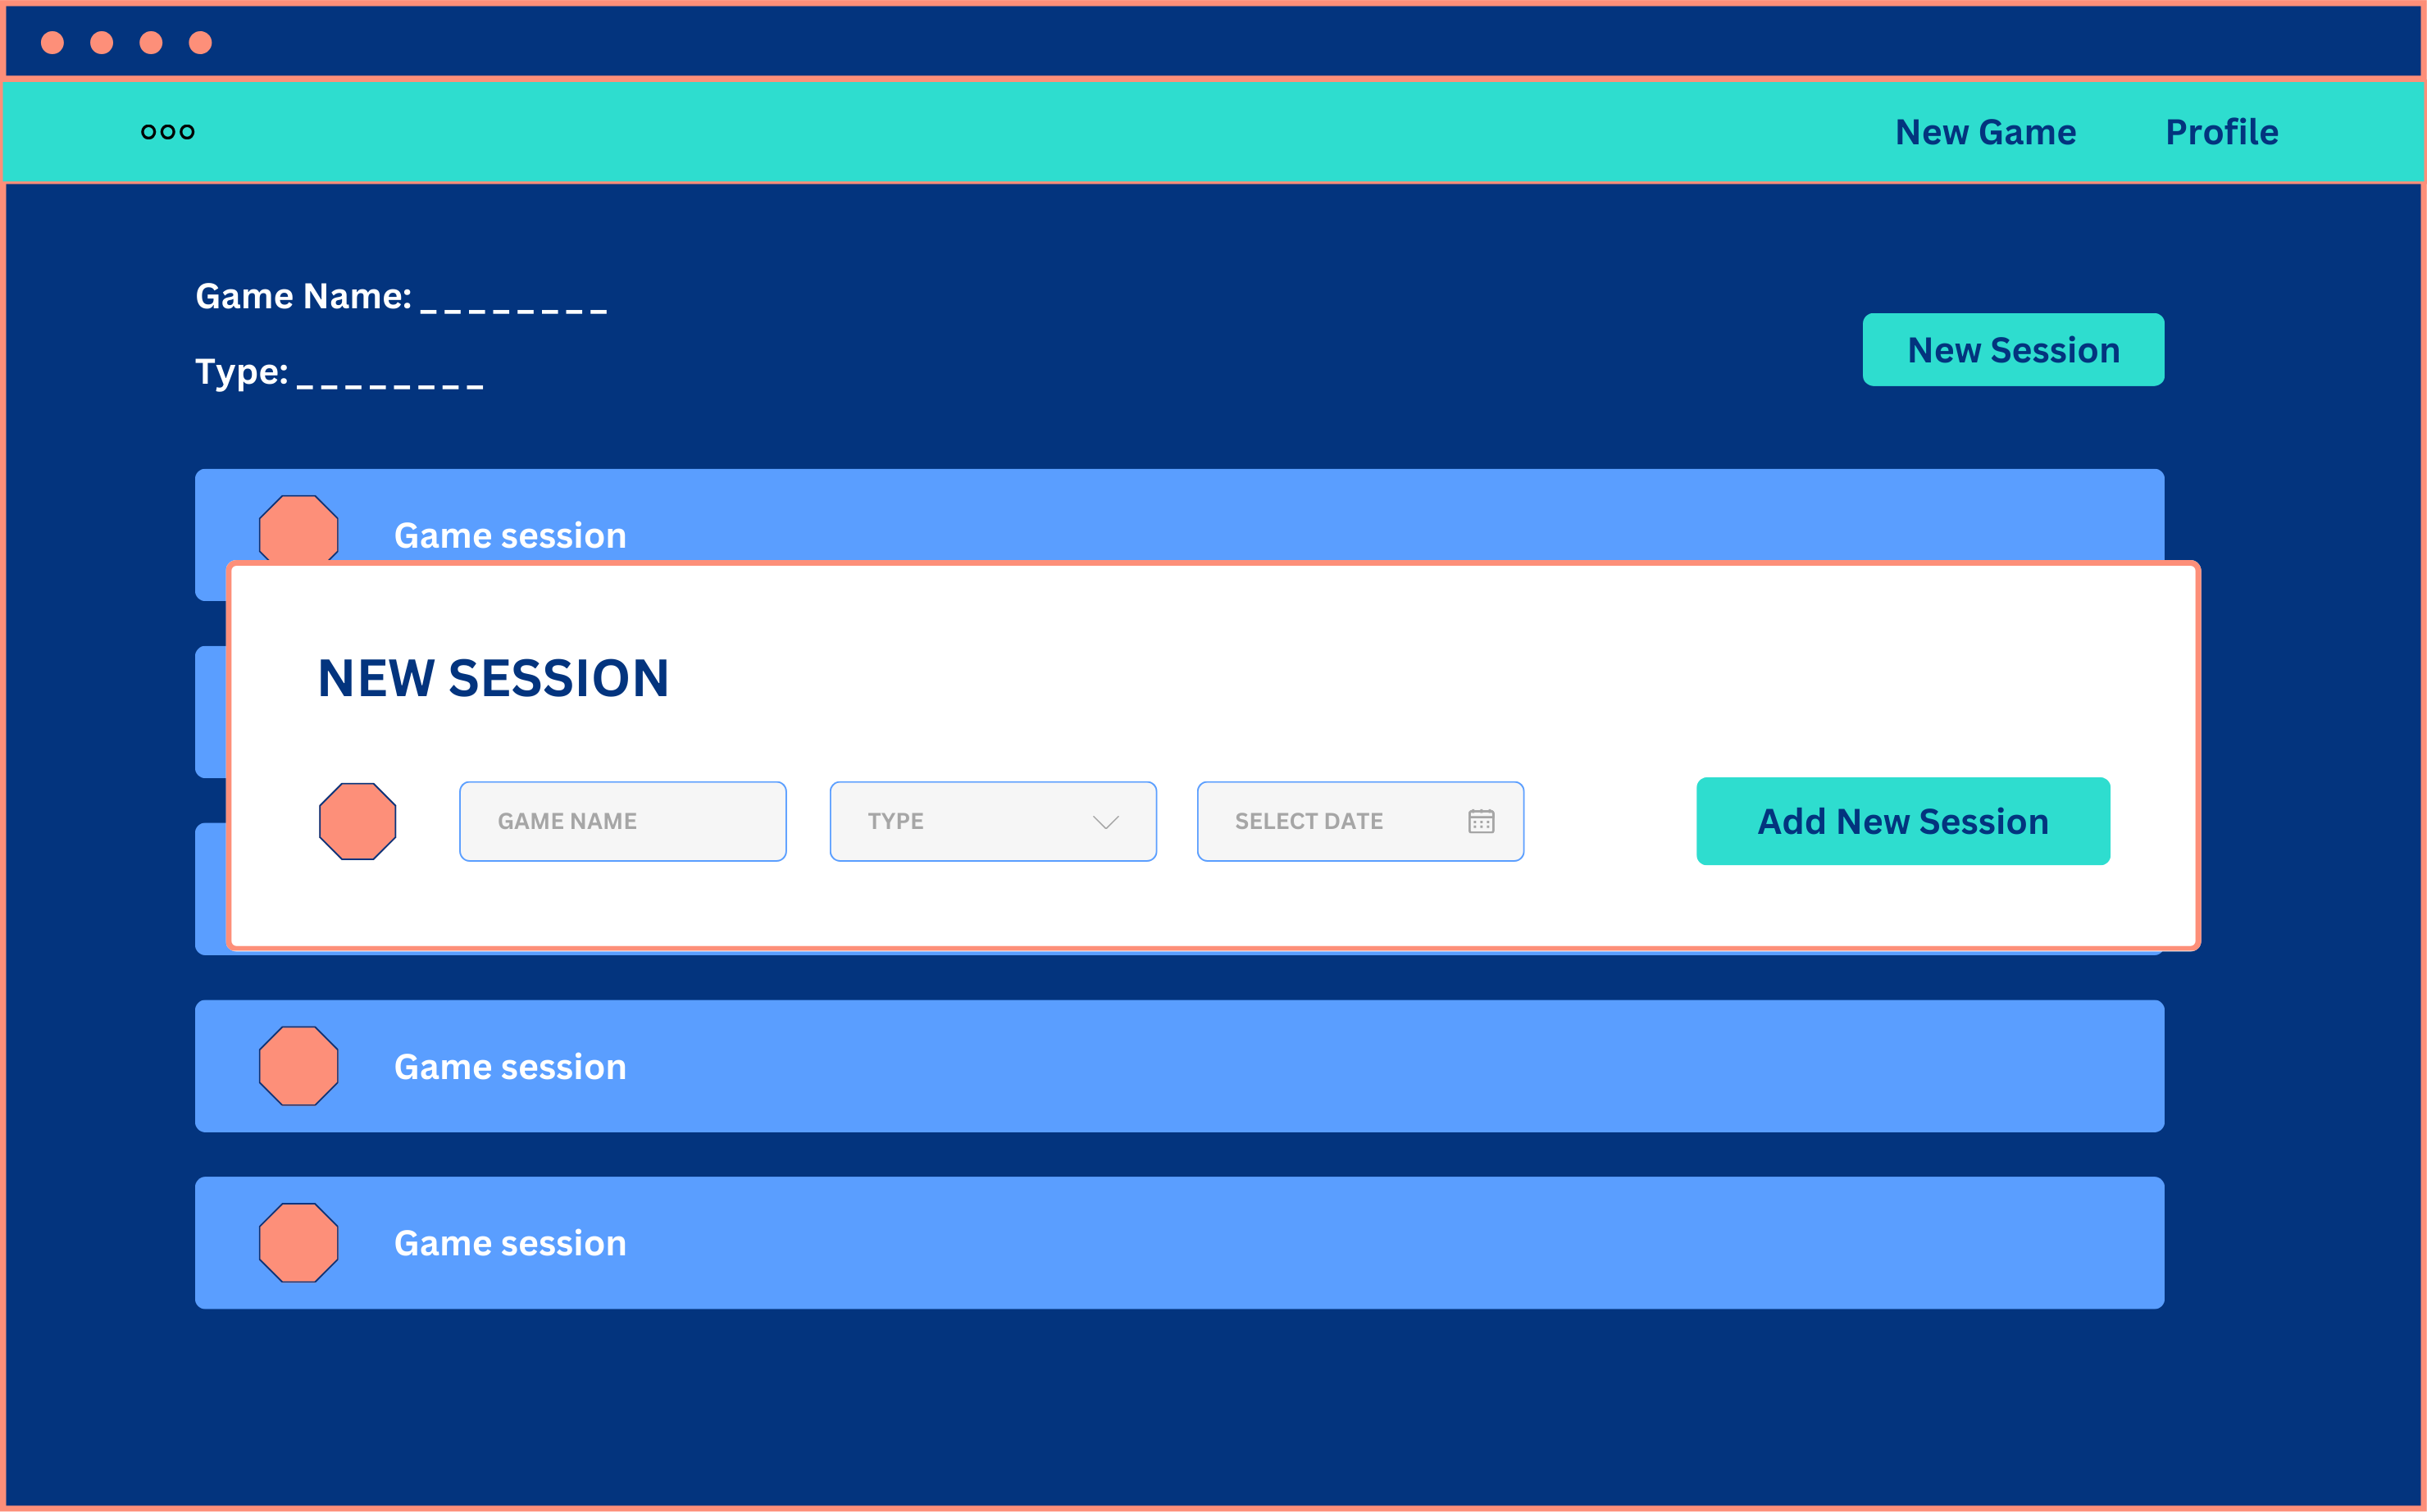 New Game Profile
Game Name: _ _ _ _ _ _ _ _
Type: _ _ _ _ _ _ _ _
New Session
Game session
NEW SESSION
GAME NAME
TYPE
SELECT DATE
Add New Session
Game session
Game session